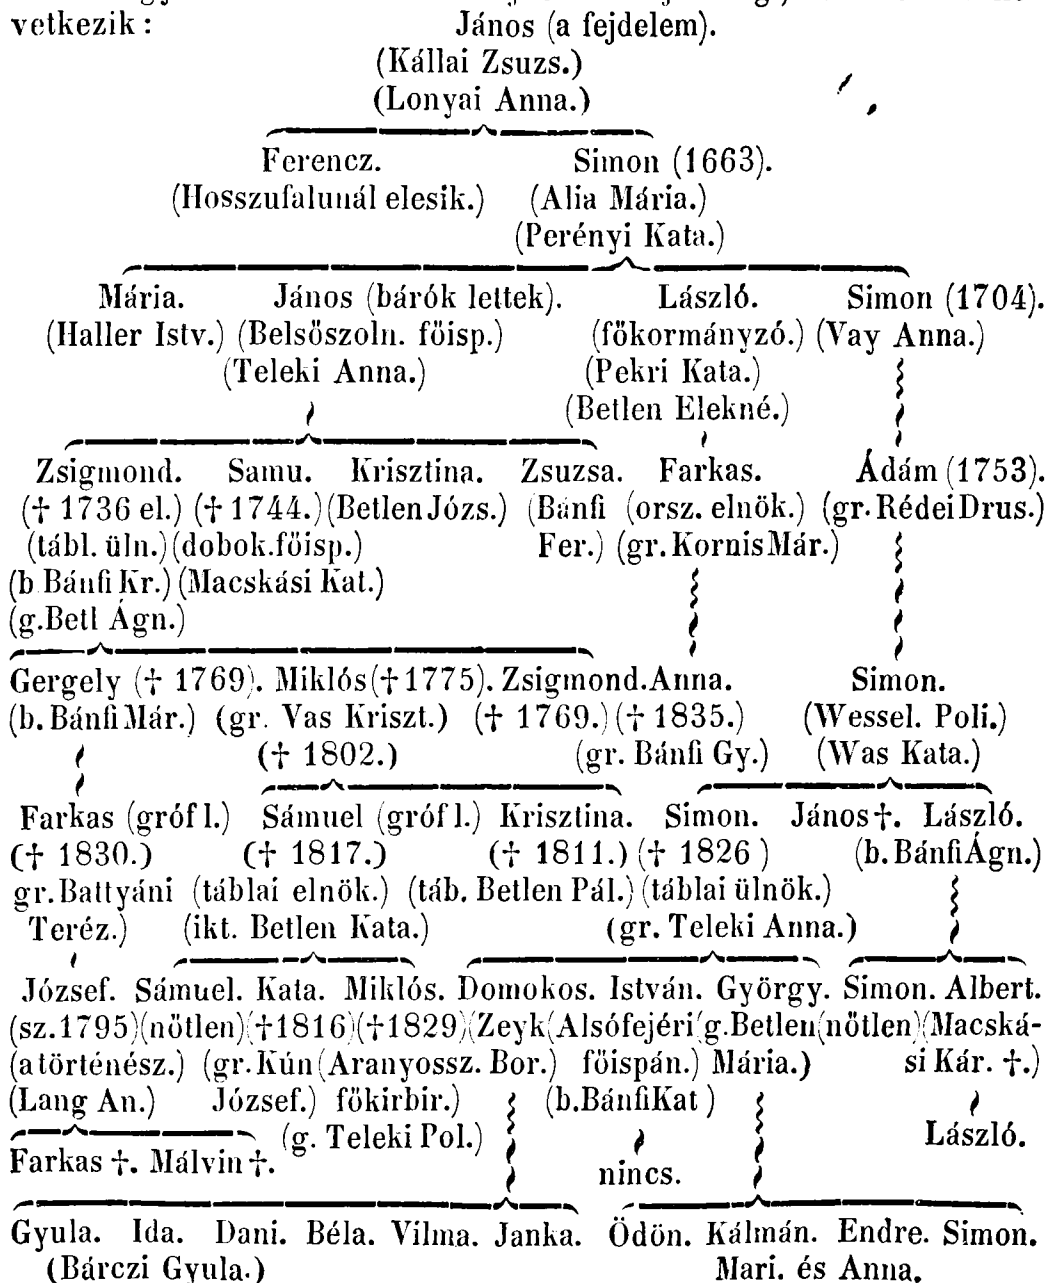 vetkezik: János (a fejdelem).
(Kállai Zsuzs.)
(Lonyai Anna.)
Ferencz. Simon (1663).
(Hosszufalunál elesik.) (Alia Mária.)
(Perényi Kata.)
Mária. János (bárók lettek). László. Simon (1704).
(Haller Istv.) (Belsőszoln. főisp.) (főkormányzó.) (Vay Anna.)
(Teleki Anna.) (Pekri Kata.)
(Betlen Elekné.)
Zsigmond. Samu. Krisztina. Zsuzsa. Farkas. Ádám (1753).
(† 1736 el.) († 1744.) (Betlen Józs.) (Bánfi (orsz. elnök.) (gr. Rédei Drus.)
(tábl. üln.) (dobok. főisp.) Fer.) (gr. Kornis Már.)
(b Bánfi Kr.) (Macskási Kat.)
(g. Betl Ágn.)
Gergely († 1769). Miklós († 1775). Zsigmond. Anna. Simon.
(b. Bánfi Már.) (gr. Vas Kriszt.) († 1769.) († 1835.) (Wessel. Poli.)
(† 1802.) (gr. Bánfi Gy.) (Was Kata.)
Farkas (gróf l.) Sámuel (gróf l.) Krisztina. Simon. János †. László.
(† 1830.) († 1817.) († 1811.) († 1826 ) (b. Bánfi Ágn.)
gr. Battyáni (táblai elnök.) (táb. Betlen Pál.) (táblai ülnök.)
Teréz.) (ikt. Betlen Kata.) (gr. Teleki Anna.)
József. Sámuel. Kata. Miklós. Domokos. István. György. Simon. Albert.
(sz. 1795) (nőtlen) († 1816) († 1829) (Zeyk (Alsófejéri (g. Betlen (nőtlen) (Macská-
(a történész.) (gr. Kún (Aranyossz. Bor.) főispán.) Mária.) si Kár. †.)
(Lang An.) József.) főkirbir.) (b. Bánfi Kat )
(g. Teleki Pol.) László.
Farkas †. Málvin †. nincs.
Gyula. Ida. Dani. Béla. Vilma. Janka. Ödön. Kálmán. Endre. Simon.
(Bárczi Gyula.) Mari. és Anna.